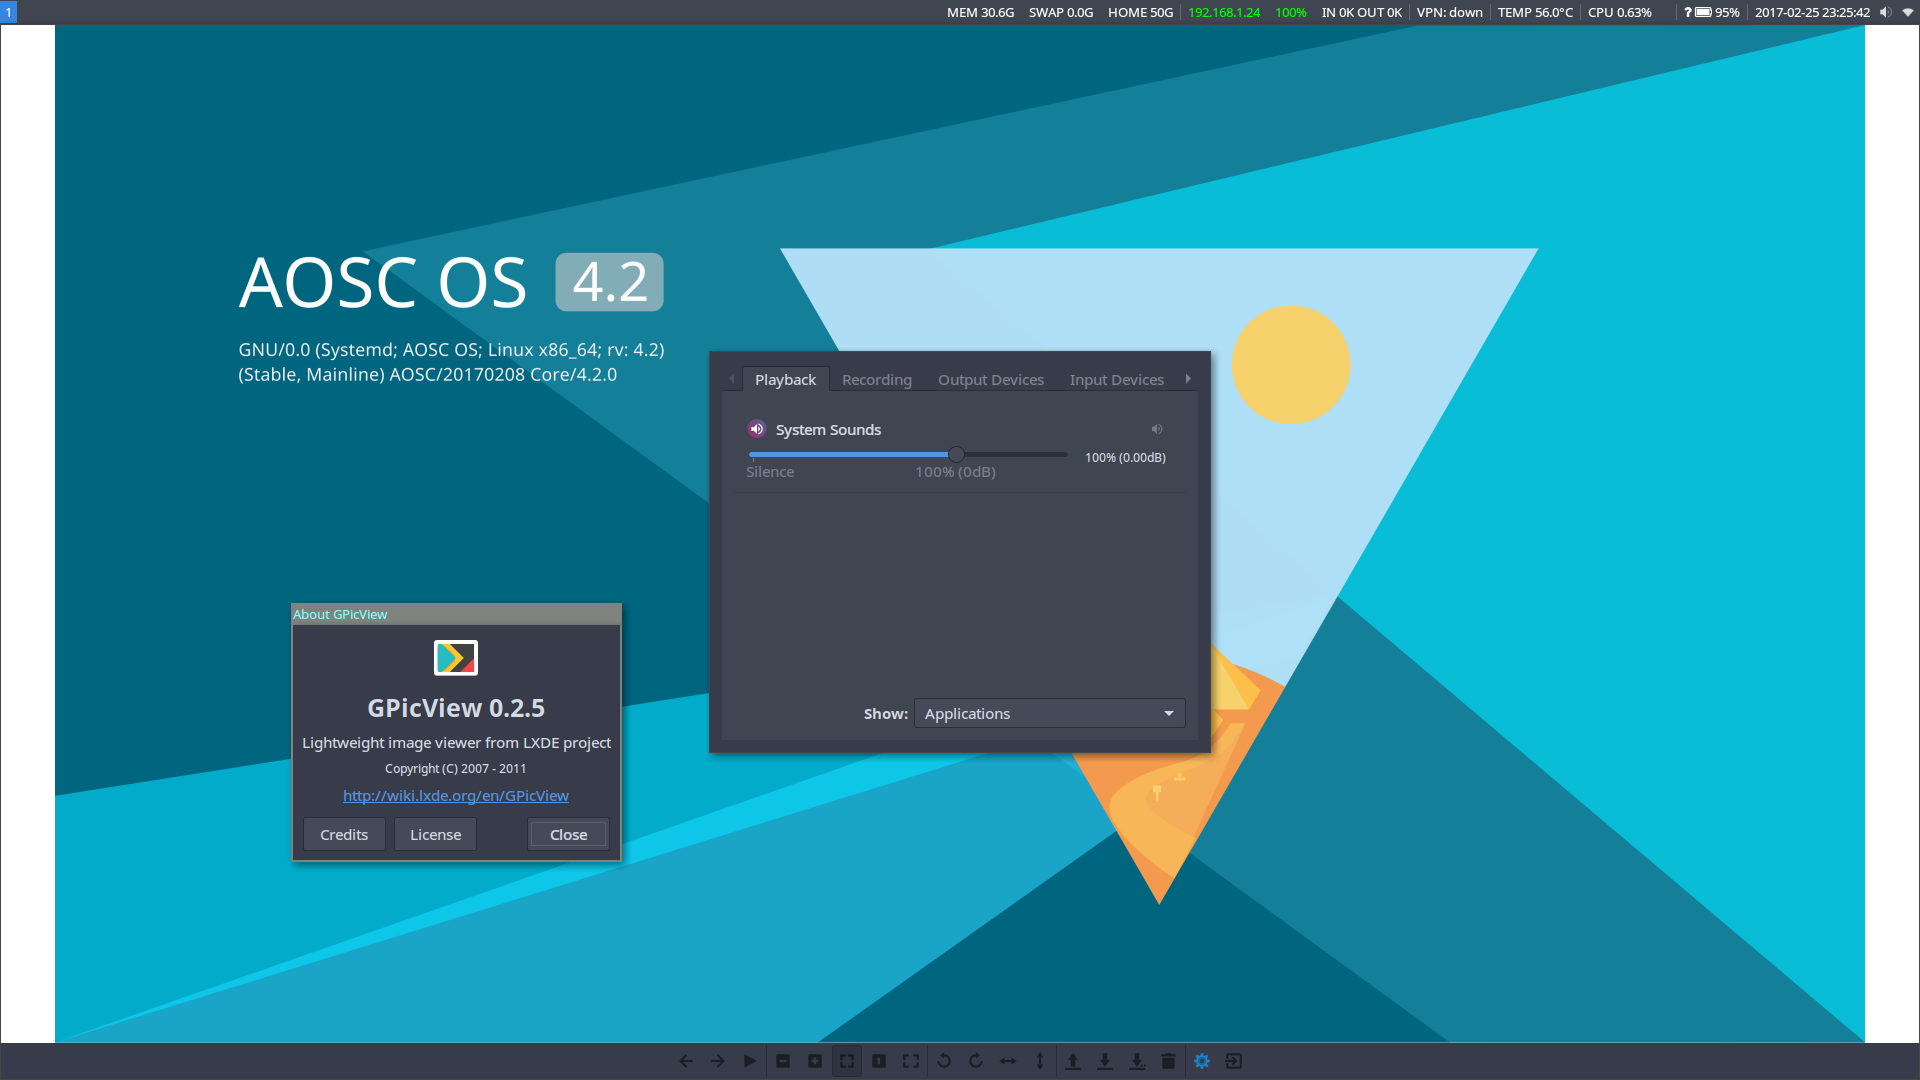 1 MEM 30.6G SWAP 0.0G HOME 50G 192.168.1.24 100% IN 0K OUT 0K VPN: down TEMP 56.0°C CPU 0.63% ? 95% 2017-02-25 23:25:42
AOSC OS 4.2
GNU/0.0 (Systemd; AOSC OS; Linux x86_64; rv: 4.2)
(Stable, Mainline) AOSC/20170208 Core/4.2.0
Playback Recording Output Devices Input Devices
System Sounds
100% (0.00dB)
Silence 100% (0dB)
Show: Applications
About GPicView
GPicView 0.2.5
Lightweight image viewer from LXDE project
Copyright (C) 2007 - 2011
http://wiki.lxde.org/en/GPicView
Credits License Close
1